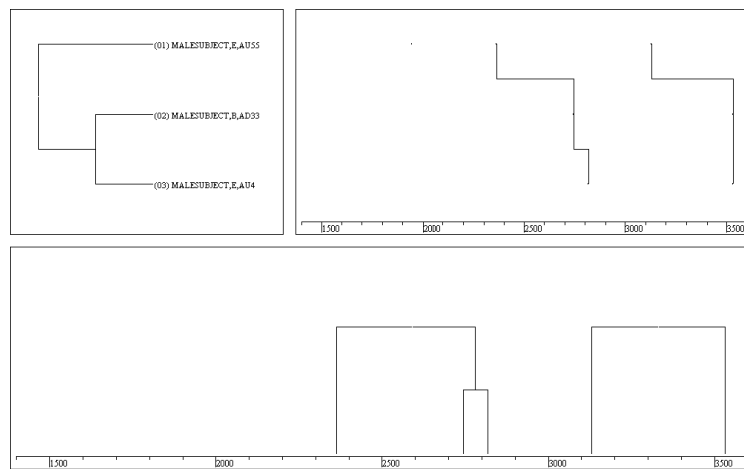 (01) MALESUBJECT,E,AU55
(02) MALESUBJECT,B,AD33
(03) MALESUBJECT,E,AU4
1500 2000 2500 3000 3500
1500 2000 2500 3000 3500